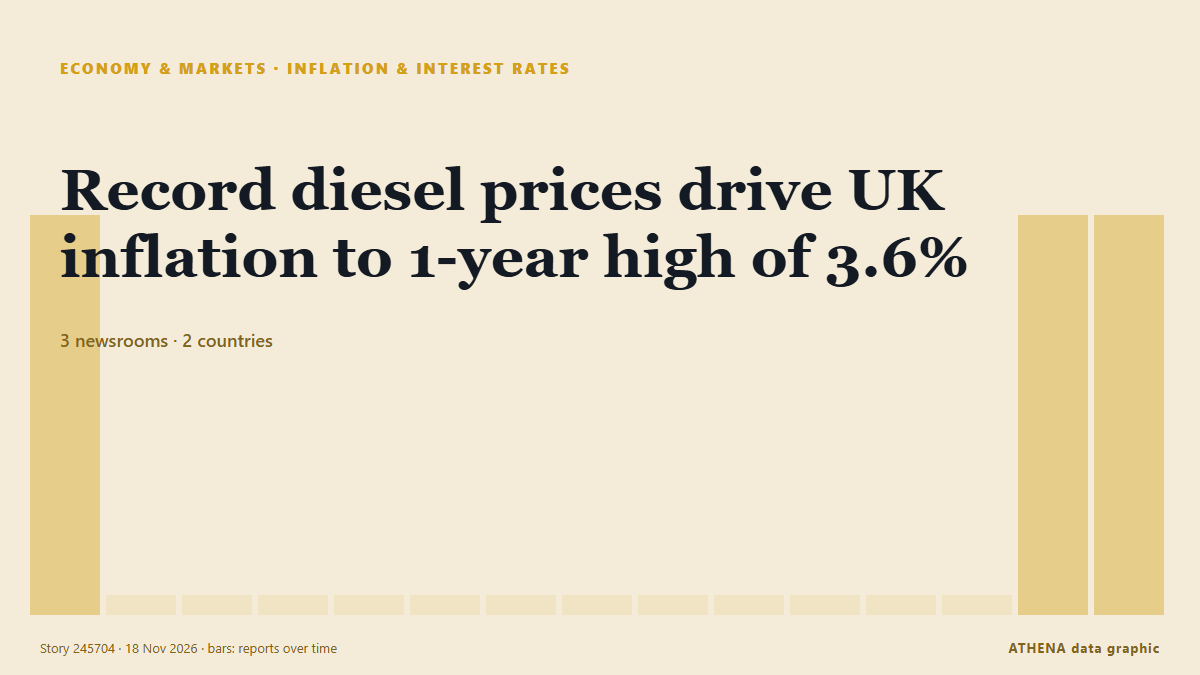 ECONOMY & MARKETS · INFLATION & INTEREST RATES
Record diesel prices drive UK
inflation to 1-year high of 3.6%
3 newsrooms · 2 countries
Story 245704 · 18 Nov 2026 · bars: reports over time
ATHENA data graphic